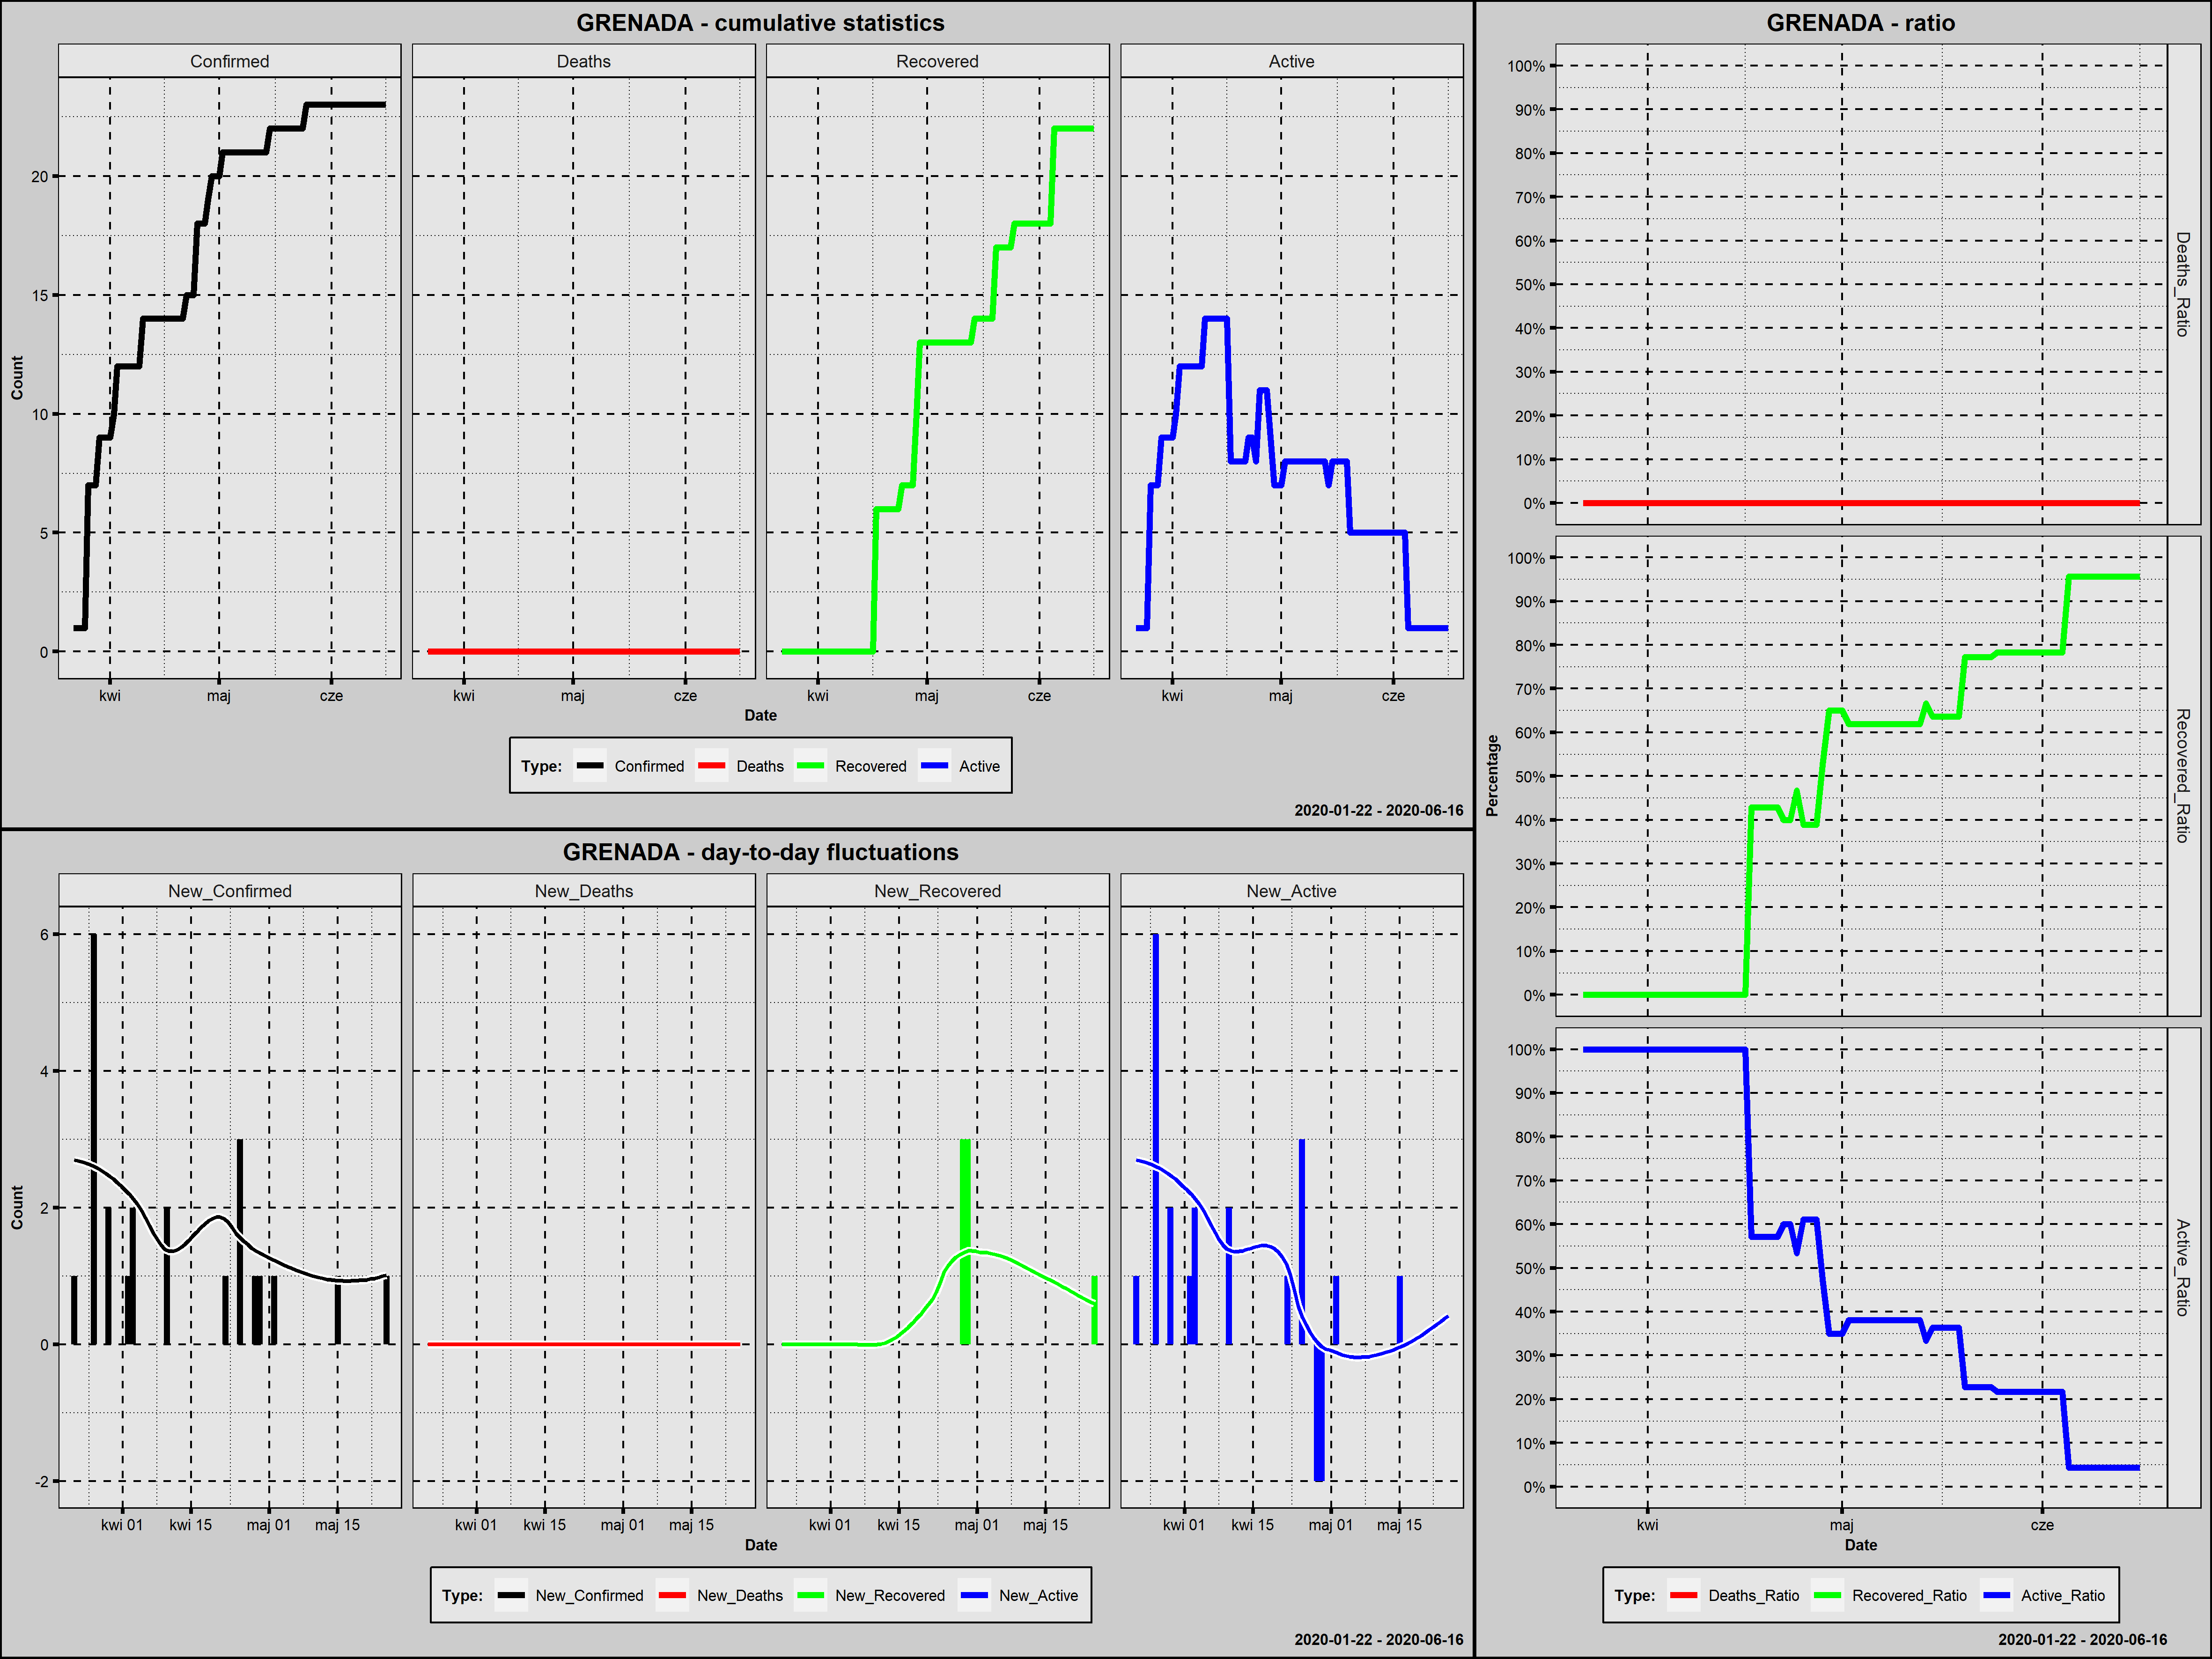 GRENADA - cumulative statistics
Confirmed Deaths Recovered Active
Count
20
15
10
5
0
kwi maj cze kwi maj cze kwi maj cze kwi maj cze
Date
Type: Confirmed Deaths Recovered Active
2020-01-22 - 2020-06-16
GRENADA - day-to-day fluctuations
New_Confirmed New_Deaths New_Recovered New_Active
Count
6
4
2
0
-2
kwi 01 kwi 15 maj 01 maj 15 kwi 01 kwi 15 maj 01 maj 15 kwi 01 kwi 15 maj 01 maj 15 kwi 01 kwi 15 maj 01 maj 15
Date
Type: New_Confirmed New_Deaths New_Recovered New_Active
2020-01-22 - 2020-06-16
GRENADA - ratio
Percentage
100%
90%
80%
70%
60%
50%
40%
30%
20%
10%
0%
Deaths_Ratio
100%
90%
80%
70%
60%
50%
40%
30%
20%
10%
0%
Recovered_Ratio
100%
90%
80%
70%
60%
50%
40%
30%
20%
10%
0%
Active_Ratio
kwi maj cze
Date
Type: Deaths_Ratio Recovered_Ratio Active_Ratio
2020-01-22 - 2020-06-16